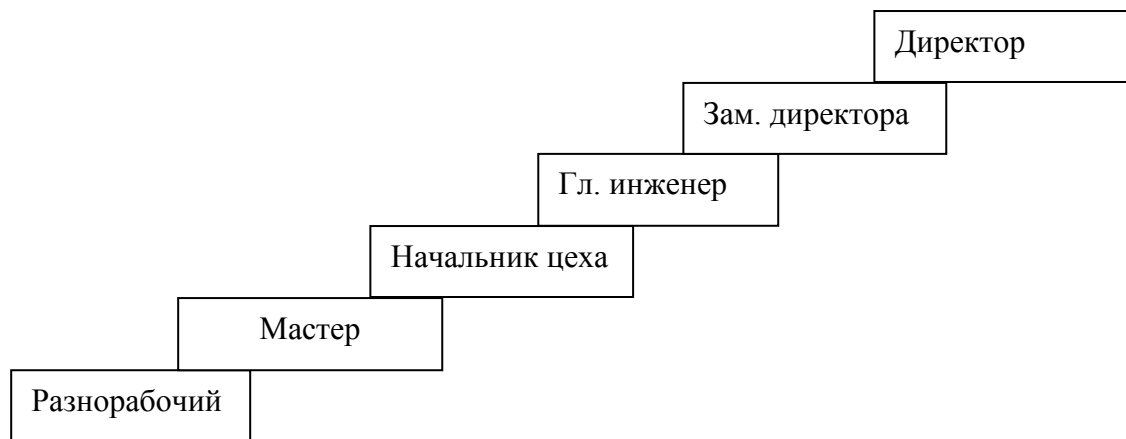 Директор
Зам. директора
Гл. инженер
Начальник цеха
Мастер
Разнорабочий